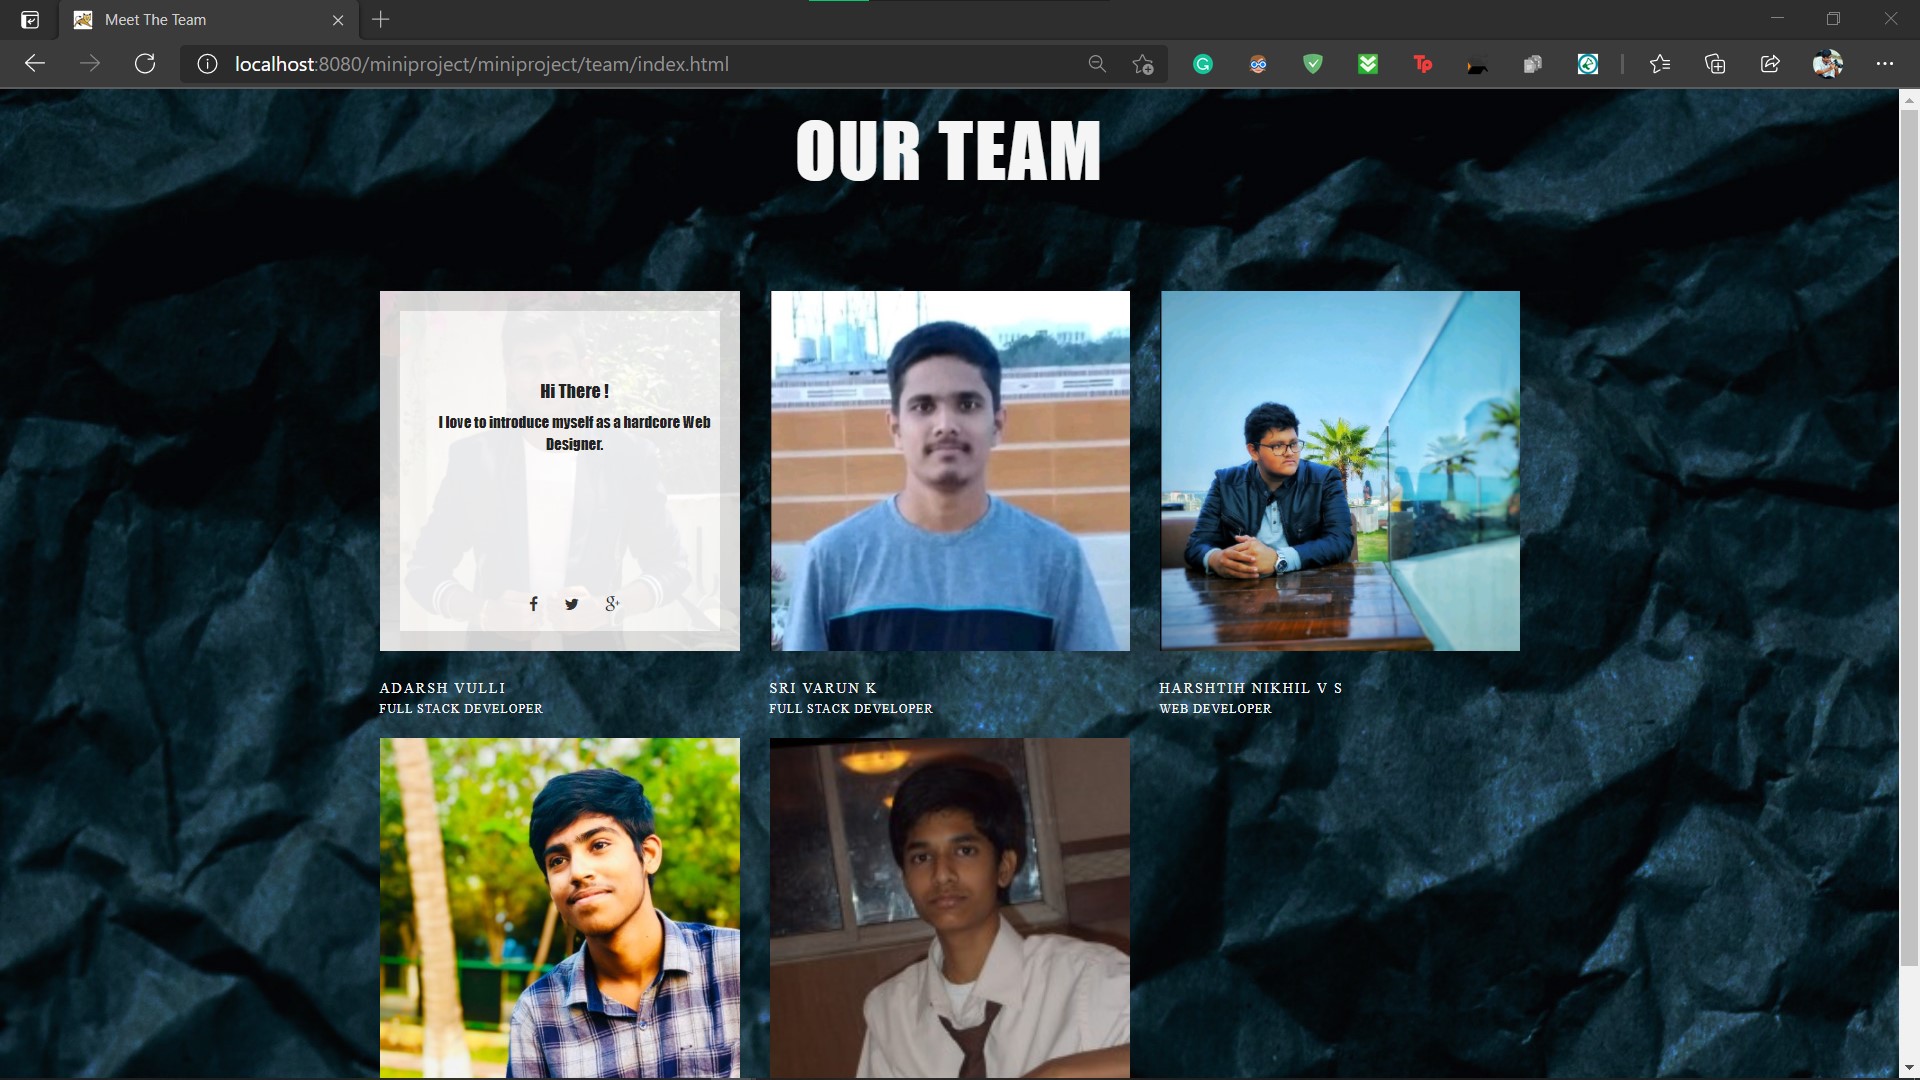 Meet The Team
localhost:8080/miniproject/miniproject/team/index.html
OUR TEAM
Hi There !
I love to introduce myself as a hardcore Web
Designer.
ADARSH VULLI
FULL STACK DEVELOPER
SRI VARUN K
FULL STACK DEVELOPER
HARSHTIH NIKHIL V S
WEB DEVELOPER